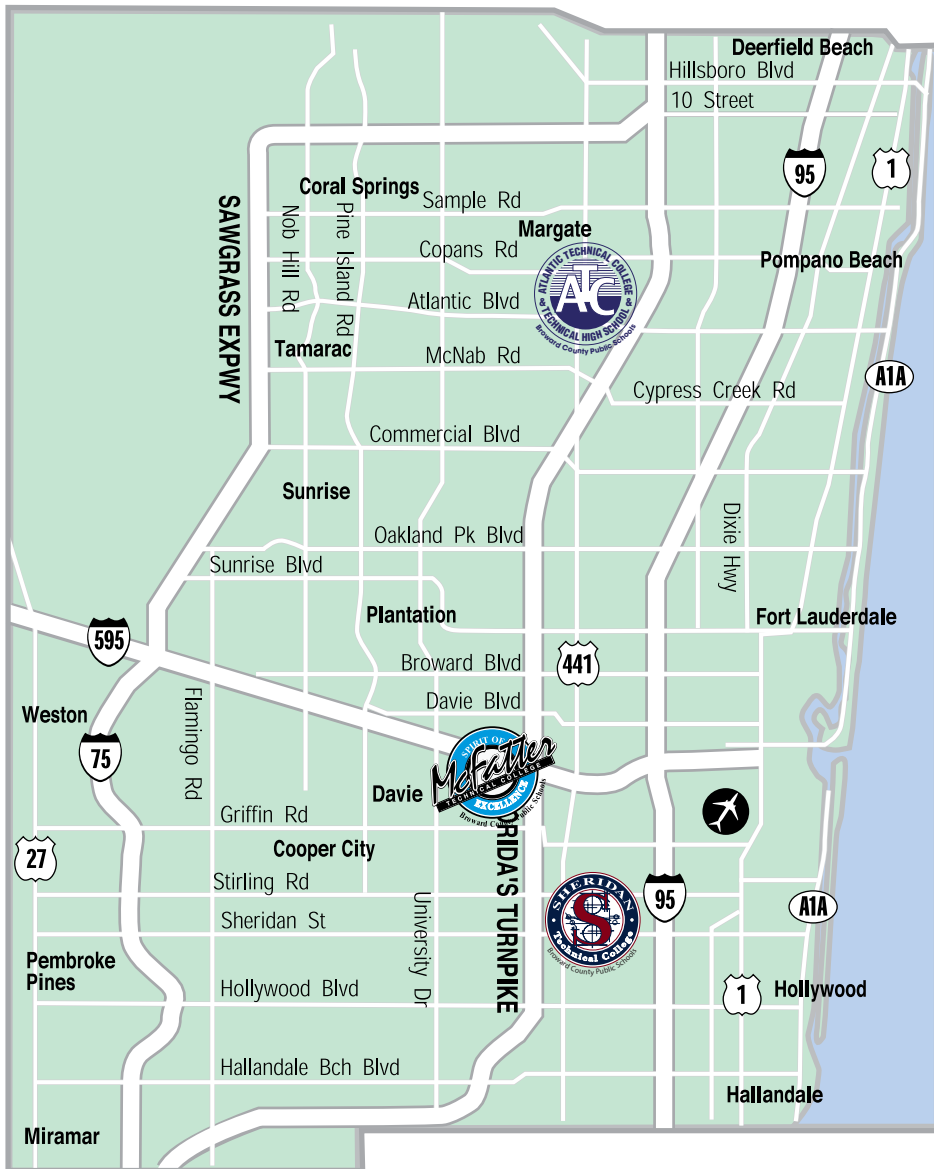 Deerfield Beach
Hillsboro Blvd
10 Street
95
1
Coral Springs
Sample Rd
SAWGRASS EXPWY
Nob Hill Rd
Pine Island Rd
Margate
Copans Rd
Pompano Beach
ATLANTIC TECHNICAL COLLEGE
ATC
& TECHNICAL HIGH SCHOOL &
Broward County Public Schools
Atlantic Blvd
Tamarac
McNab Rd
A1A
Cypress Creek Rd
Commercial Blvd
Sunrise
Dixie Hwy
Oakland Pk Blvd
Sunrise Blvd
Plantation
Fort Lauderdale
595
Broward Blvd
441
Weston
Flamingo Rd
Davie Blvd
75
SPIRIT OF
McFatter
TECHNICAL COLLEGE
EXCELLENCE
Broward County Public Schools
Davie
Griffin Rd
27
Cooper City
RIDA'S TURNPIKE
Stirling Rd
University Dr
SHERIDAN
S
Technical College
Broward County Public Schools
95
A1A
Sheridan St
Pembroke
Pines
Hollywood Blvd
1
Hollywood
Hallandale Bch Blvd
Hallandale
Miramar